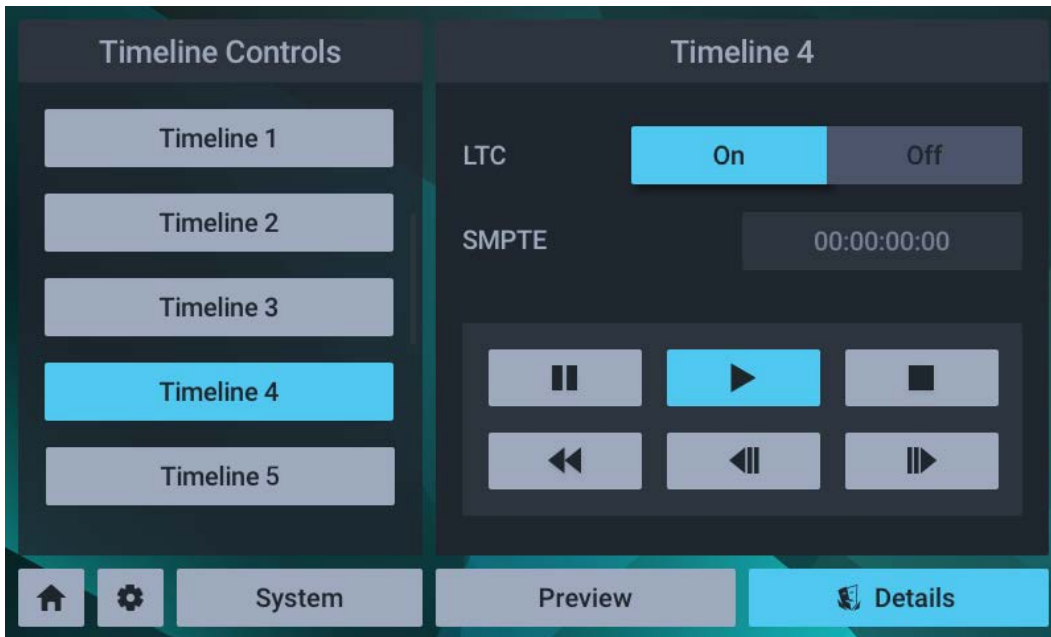 Timeline Controls
Timeline 1
Timeline 2
Timeline 3
Timeline 4
Timeline 5
Timeline 4
LTC
On
Off
SMPTE
00:00:00:00
System
Preview
Details